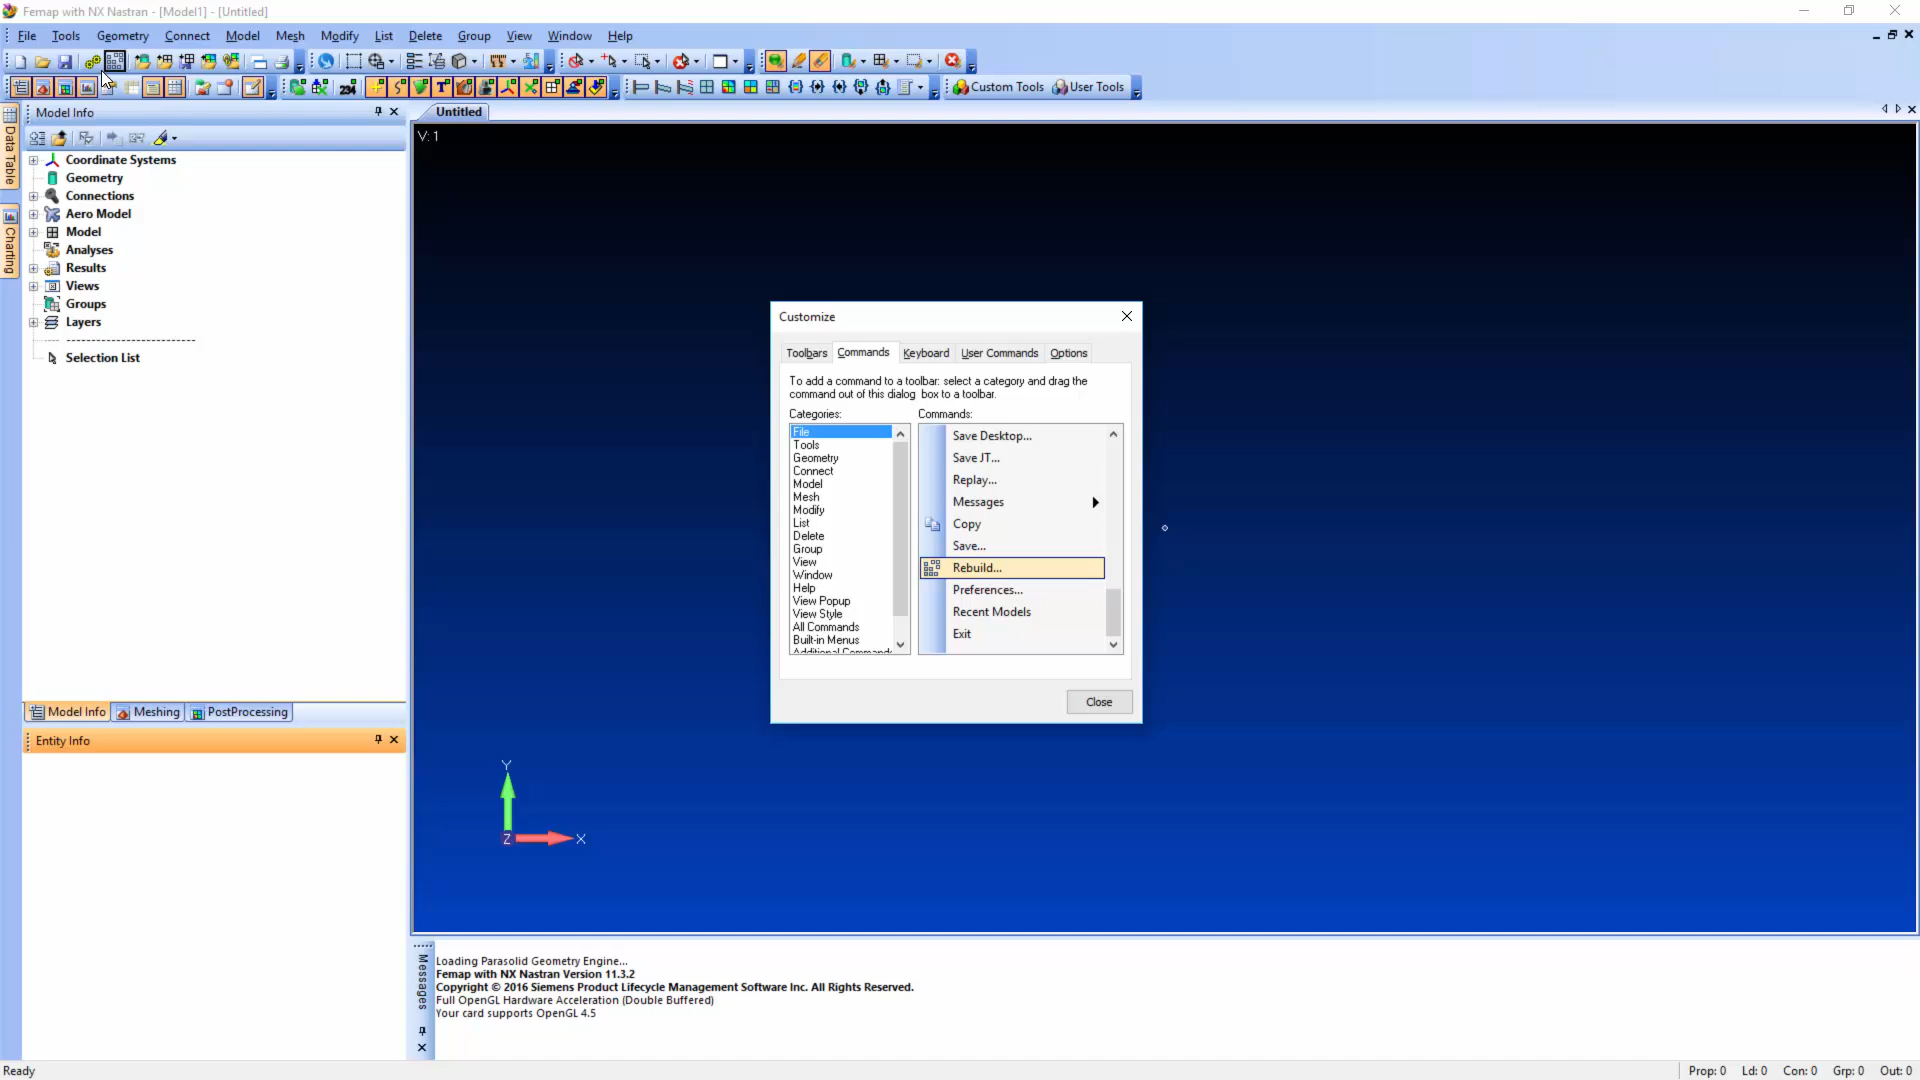 Femap with NX Nastran - [Model1] - [Untitled]
File Tools Geometry Connect Model Mesh Modify List Delete Group View Window Help
234 T Custom Tools User Tools
Model Info
Untitled
V: 1
Data Table
Charting
Coordinate Systems
Geometry
Connections
Aero Model
Model
Analyses
Results
Views
Groups
Layers
Selection List
Customize
Toolbars Commands Keyboard User Commands Options
To add a command to a toolbar: select a category and drag the
command out of this dialog box to a toolbar.
Categories: Commands:
File
Tools
Geometry
Connect
Model
Mesh
Modify
List
Delete
Group
View
Window
Help
View Popup
View Style
All Commands
Built-in Menus
Additional Command
Save Desktop...
Save JT...
Replay...
Messages
Copy
Save...
Rebuild...
Preferences...
Recent Models
Exit
Close
Model Info Meshing PostProcessing
Entity Info
Y
Z X
Messages
Loading Parasolid Geometry Engine...
Femap with NX Nastran Version 11.3.2
Copyright © 2016 Siemens Product Lifecycle Management Software Inc. All Rights Reserved.
Full OpenGL Hardware Acceleration (Double Buffered)
Your card supports OpenGL 4.5
Ready Prop: 0 Ld: 0 Con: 0 Grp: 0 Out: 0